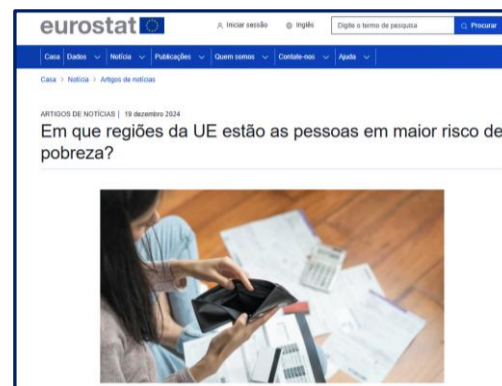 eurostat
Iniciar sessão
Inglês
Digite o termo de pesquisa
Procurar
Casa Dados Notícia Publicações Quem somos Contate-nos Ajuda
Casa > Notícia > Artigos de notícias
ARTIGOS DE NOTÍCIAS | 19 dezembro 2024
Em que regiões da UE estão as pessoas em maior risco de
pobreza?